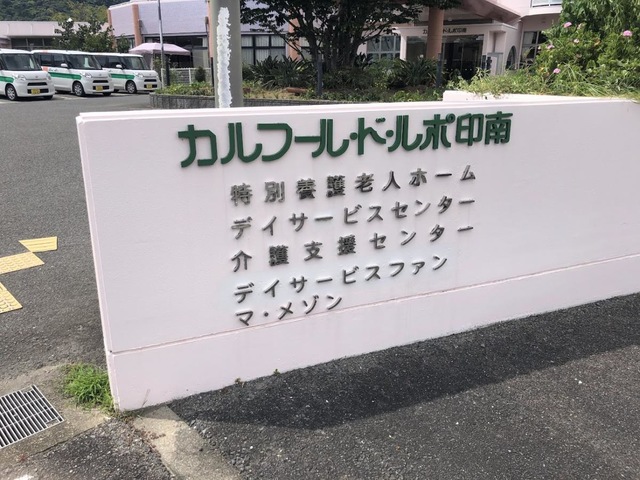 カルフール・ド・ルポ印南
特別養護老人ホーム
デイサービスセンター
介護支援センター
デイサービスファン
マ・メゾン